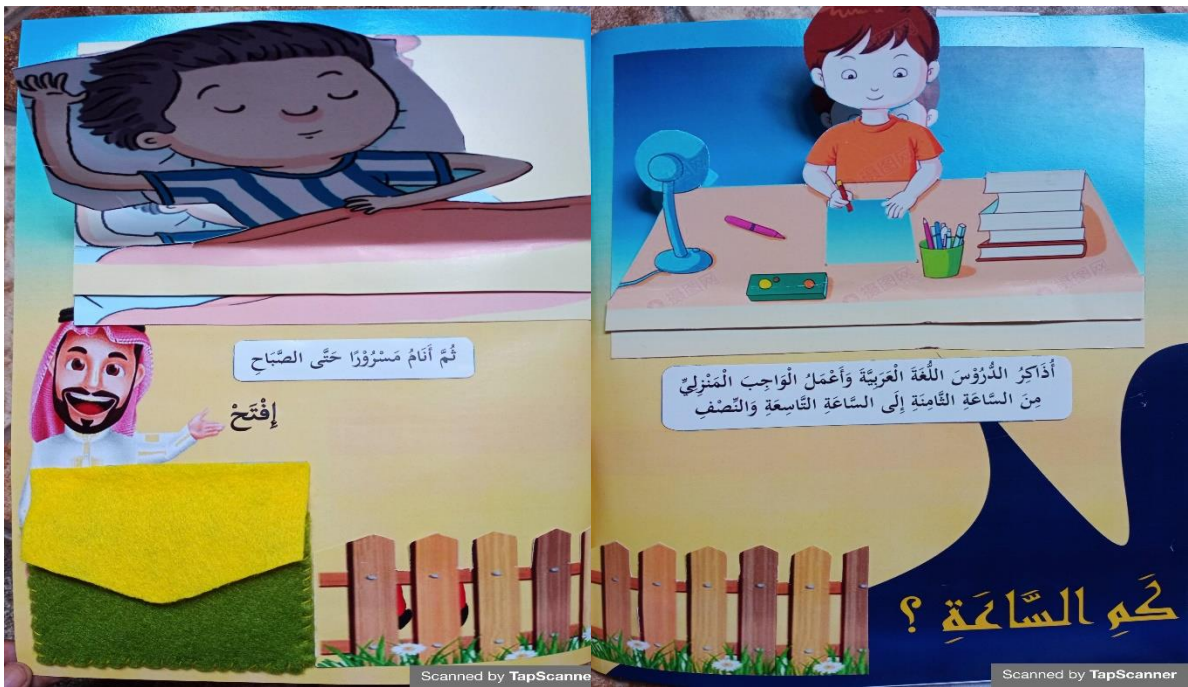 أُذَاكِرُ الدُّرُوْسَ اللُّغَةَ الْعَرَبِيَّةَ وَأَعْمَلُ الْوَاجِبَ الْمَنْزِلِيِّ
مِنَ السَّاعَةِ الثَّامِنَةِ إِلَى السَّاعَةِ التَّاسِعَةِ وَالنِّصْفِ
كَمِ السَّاعَةِ ؟
Scanned by TapScanner
ثُمَّ أَنَامُ مَسْرُوْرًا حَتَّى الصَّبَاحِ
إِفْتَحْ
Scanned by TapScanne